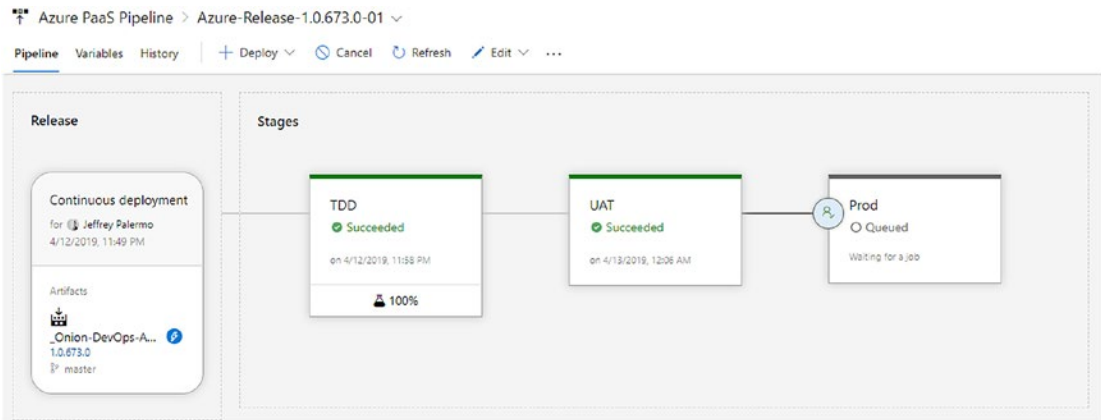 Azure PaaS Pipeline > Azure-Release-1.0.673.0-01
Pipeline Variables History + Deploy Cancel Refresh Edit ...
Release
Stages
Continuous deployment
for Jeffrey Palermo
4/12/2019, 11:49 PM
Artifacts
_Onion-DevOps-A...
1.0.673.0
master
TDD
Succeeded
on 4/12/2019, 11:58 PM
100%
UAT
Succeeded
on 4/13/2019, 12:06 AM
Prod
Queued
Waiting for a job